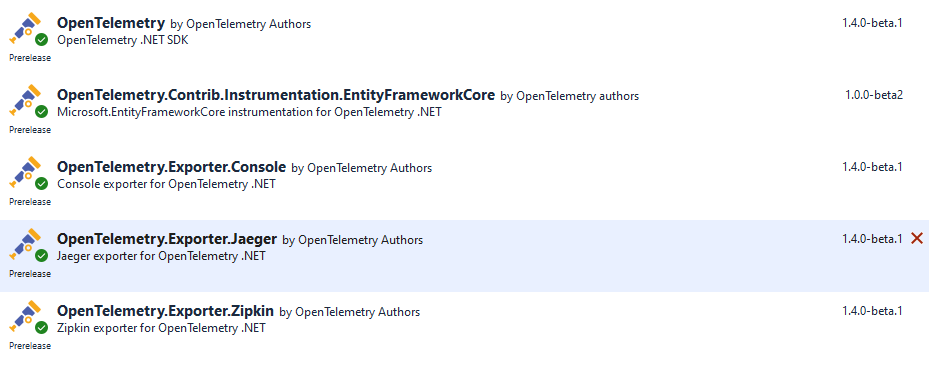 OpenTelemetry by OpenTelemetry Authors 1.4.0-beta.1
OpenTelemetry .NET SDK
Prerelease
OpenTelemetry.Contrib.Instrumentation.EntityFrameworkCore by OpenTelemetry authors 1.0.0-beta2
Microsoft.EntityFrameworkCore instrumentation for OpenTelemetry .NET
Prerelease
OpenTelemetry.Exporter.Console by OpenTelemetry Authors 1.4.0-beta.1
Console exporter for OpenTelemetry .NET
Prerelease
OpenTelemetry.Exporter.Jaeger by OpenTelemetry Authors 1.4.0-beta.1
Jaeger exporter for OpenTelemetry .NET
Prerelease
OpenTelemetry.Exporter.Zipkin by OpenTelemetry Authors 1.4.0-beta.1
Zipkin exporter for OpenTelemetry .NET
Prerelease